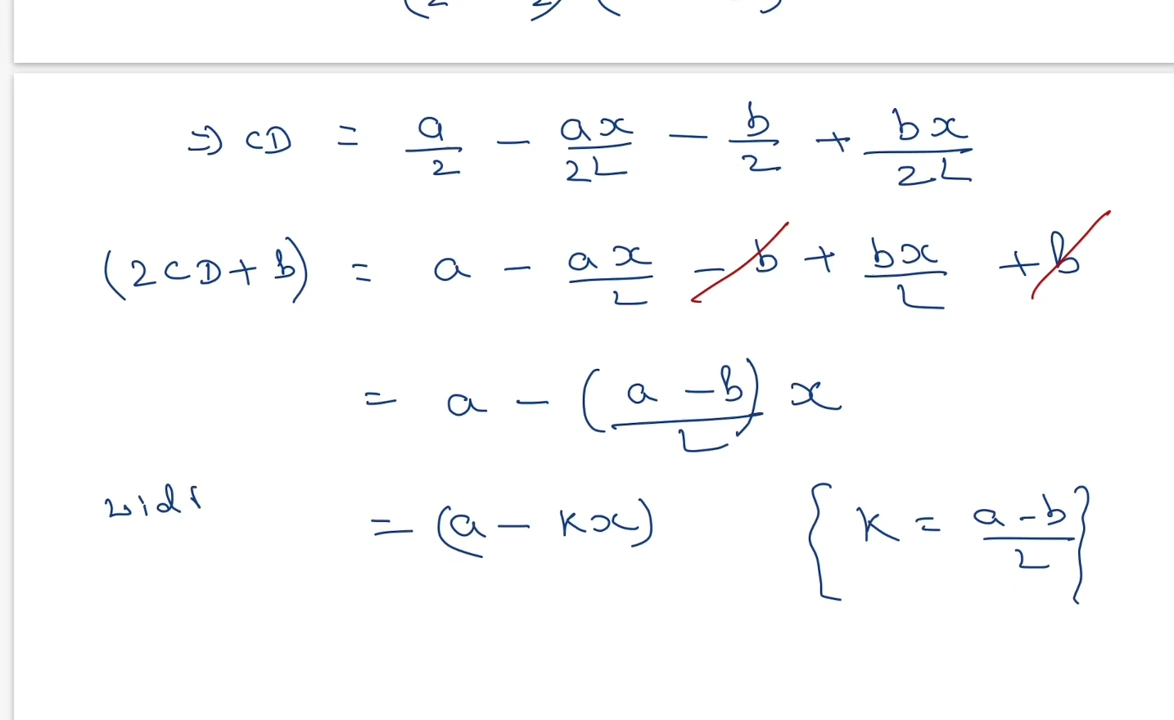 ⇒ CD = a/2 - ax/2L - b/2 + bx/2L
(2CD + b) = a - ax/L - b + bx/L + b
= a - (a - b)/L x
= (a - Kx) { K = (a - b)/L }